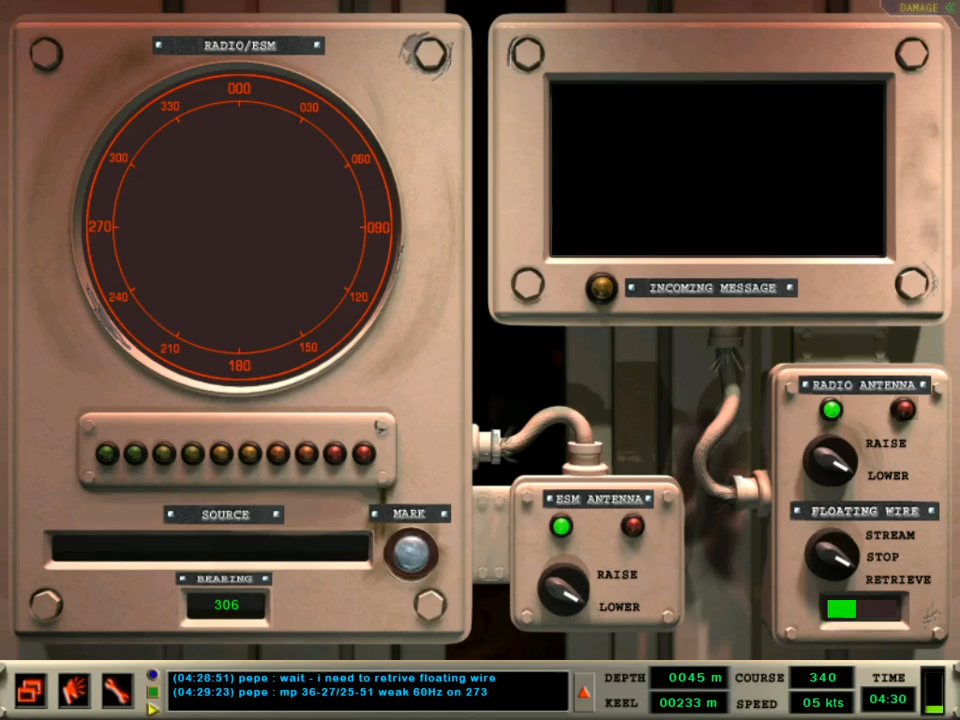 DAMAGE
RADIO/ESM
000
330
030
300
060
270
090
240
120
210
150
180
INCOMING MESSAGE
RADIO ANTENNA
RAISE
LOWER
SOURCE
MARK
ESM ANTENNA
FLOATING WIRE
STREAM
STOP
RETRIEVE
BEARING
306
RAISE
LOWER
(04:28:51) pepe : wait - i need to retrive floating wire
(04:29:23) pepe : mp 36-27/25-51 weak 60Hz on 273
DEPTH 0045 m COURSE 340 TIME
KEEL 00233 m SPEED 05 kts 04:30